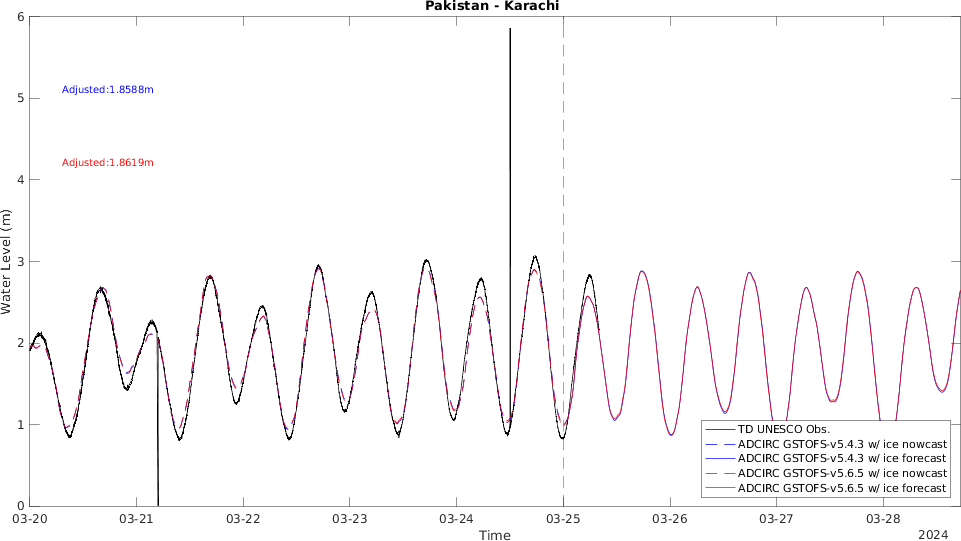 Pakistan - Karachi
6
5
4
3
2
1
0
Water Level (m)
Adjusted:1.8588m
Adjusted:1.8619m
TD UNESCO Obs.
ADCIRC GSTOFS-v5.4.3 w/ ice nowcast
ADCIRC GSTOFS-v5.4.3 w/ ice forecast
ADCIRC GSTOFS-v5.6.5 w/ ice nowcast
ADCIRC GSTOFS-v5.6.5 w/ ice forecast
03-20 03-21 03-22 03-23 03-24 03-25 03-26 03-27 03-28
Time
2024